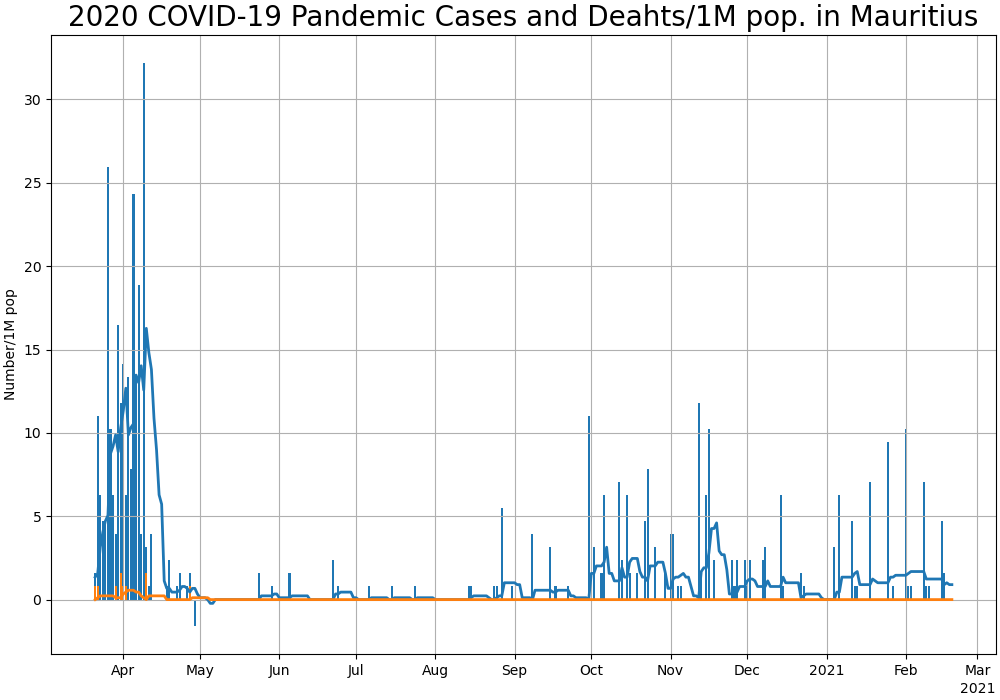 2020 COVID-19 Pandemic Cases and Deahts/1M pop. in Mauritius
Number/1M pop
30
25
20
15
10
5
0
Apr May Jun Jul Aug Sep Oct Nov Dec 2021 Feb Mar
2021